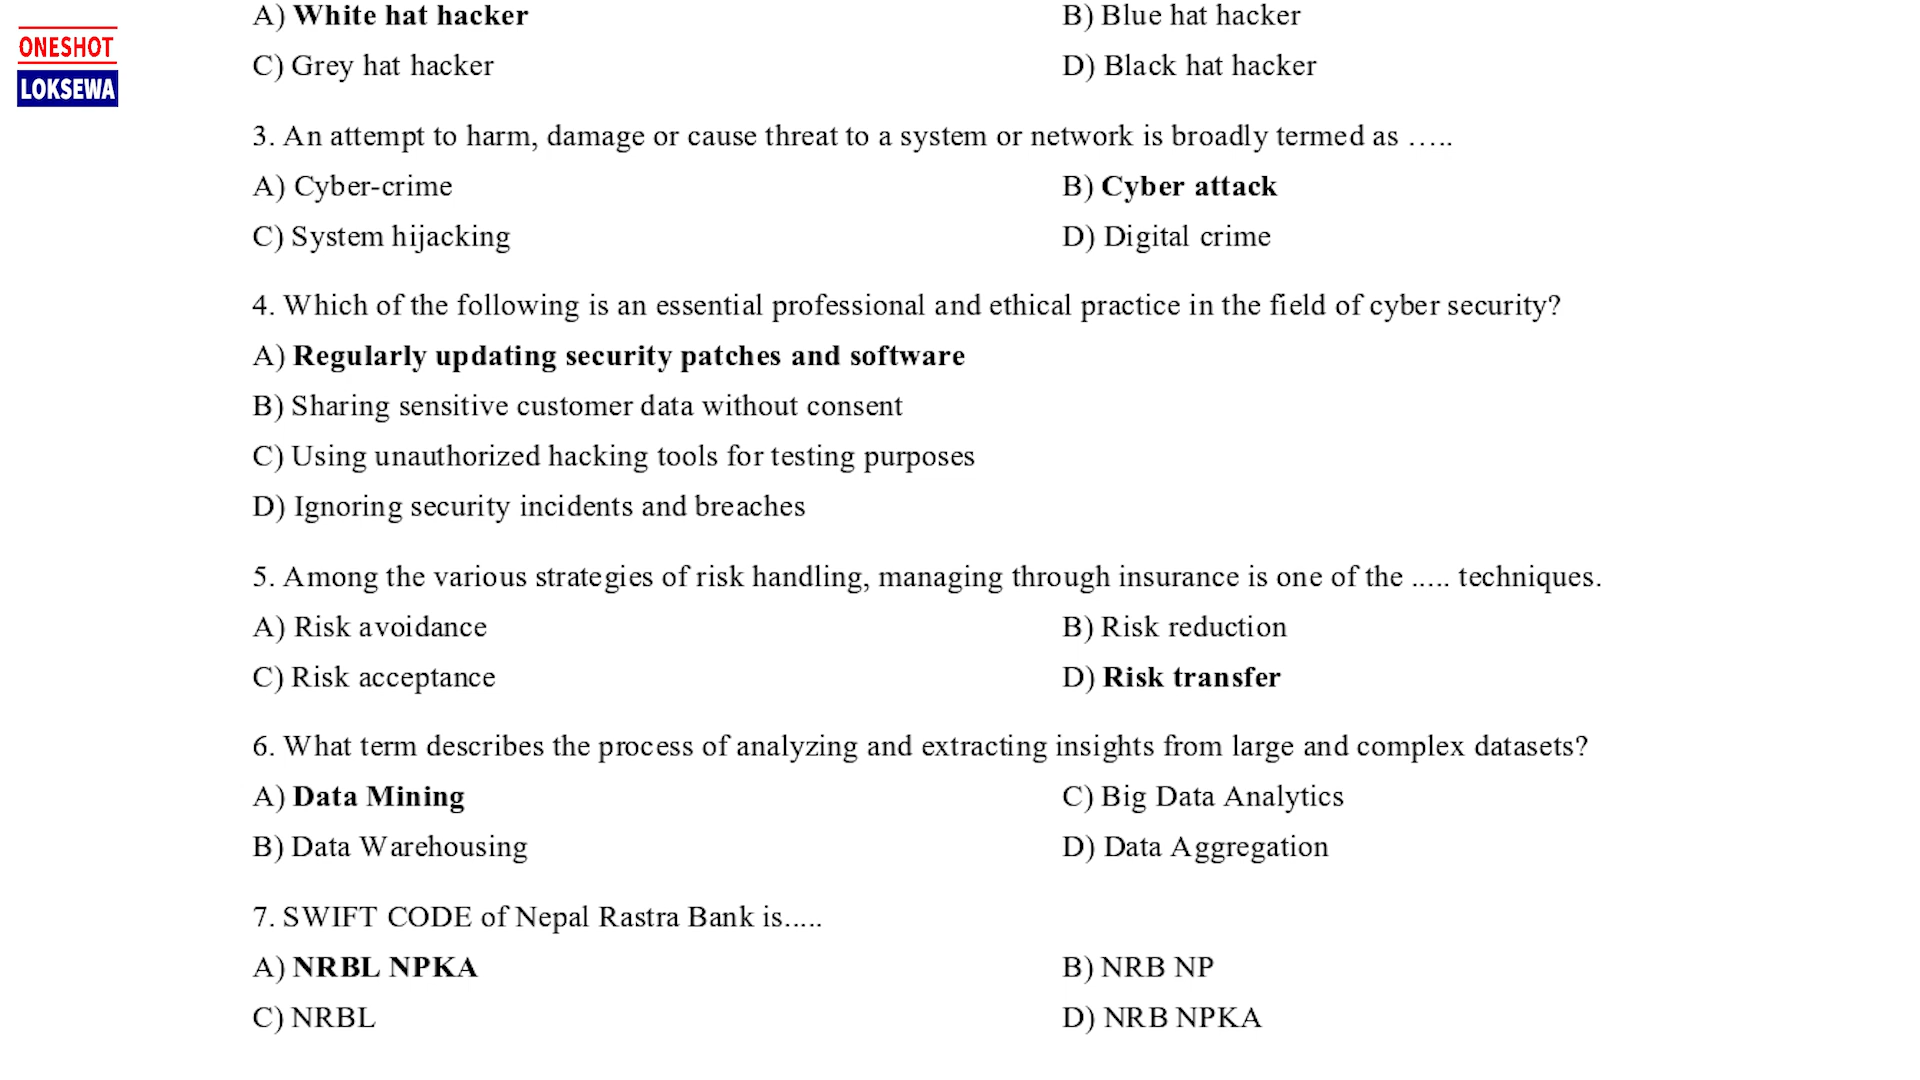 ONESHOT
LOKSEWA
A) White hat hacker B) Blue hat hacker
C) Grey hat hacker D) Black hat hacker
3. An attempt to harm, damage or cause threat to a system or network is broadly termed as …..
A) Cyber-crime B) Cyber attack
C) System hijacking D) Digital crime
4. Which of the following is an essential professional and ethical practice in the field of cyber security?
A) Regularly updating security patches and software
B) Sharing sensitive customer data without consent
C) Using unauthorized hacking tools for testing purposes
D) Ignoring security incidents and breaches
5. Among the various strategies of risk handling, managing through insurance is one of the ..... techniques.
A) Risk avoidance B) Risk reduction
C) Risk acceptance D) Risk transfer
6. What term describes the process of analyzing and extracting insights from large and complex datasets?
A) Data Mining C) Big Data Analytics
B) Data Warehousing D) Data Aggregation
7. SWIFT CODE of Nepal Rastra Bank is.....
A) NRBL NPKA B) NRB NP
C) NRBL D) NRB NPKA